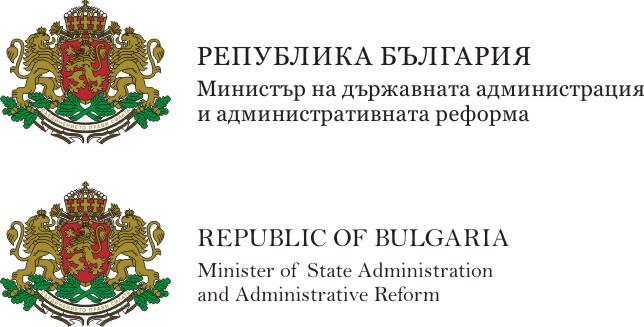 РЕПУБЛИКА БЪЛГАРИЯ
Министър на държавната администрация
и административната реформа
REPUBLIC OF BULGARIA
Minister of State Administration
and Administrative Reform